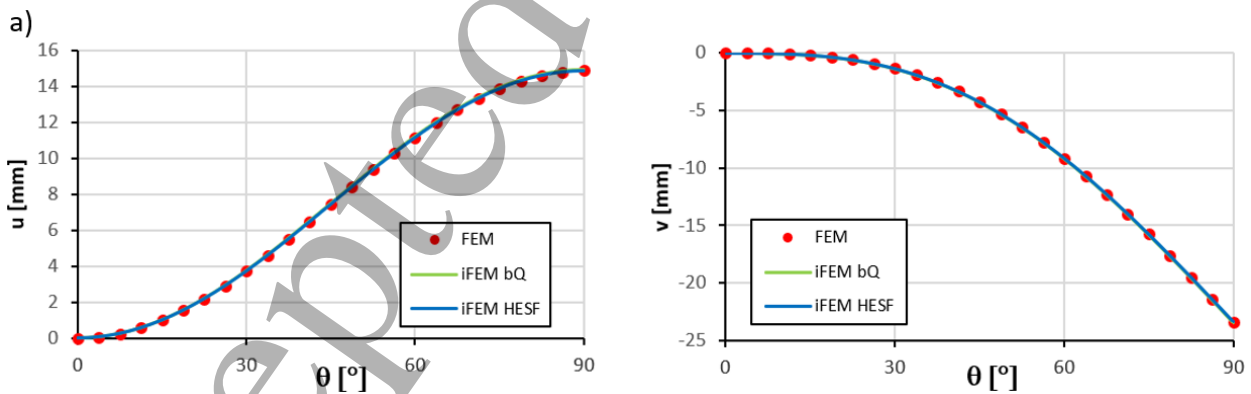 a)
16
14
12
10
8
6
4
2
0
u [mm]
0 30 60 90
θ [º]
FEM
iFEM bQ
iFEM HESF
0
-5
-10
-15
-20
-25
v [mm]
0 30 60 90
θ [º]
FEM
iFEM bQ
iFEM HESF
epted